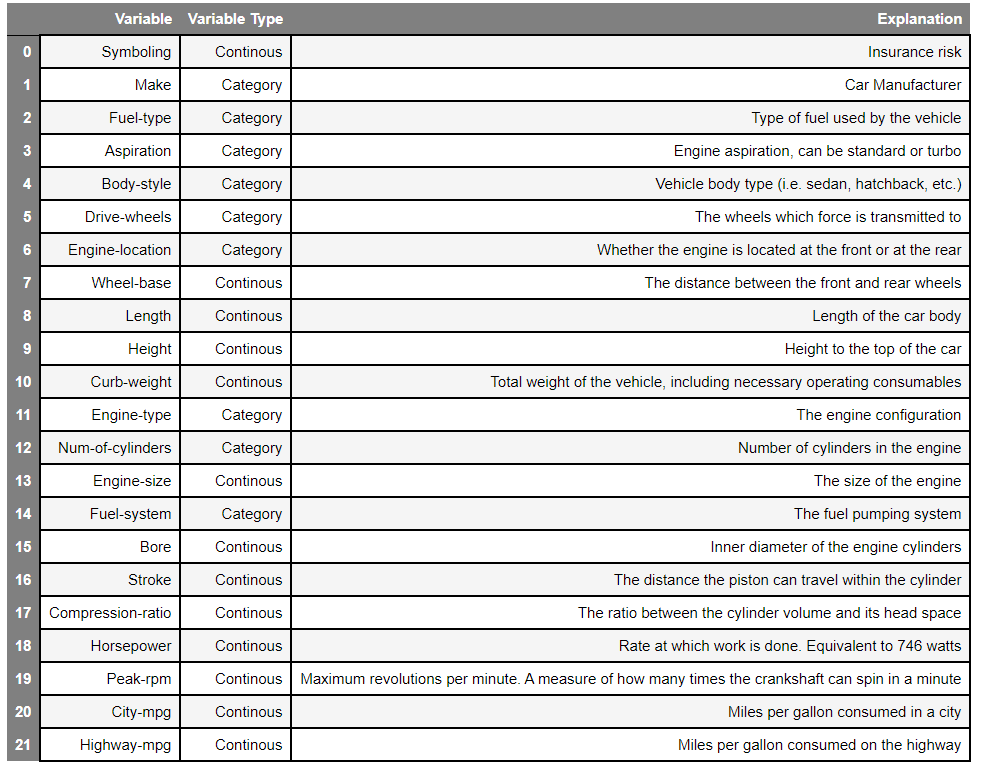 Variable Variable Type Explanation
0 Symboling Continous Insurance risk
1 Make Category Car Manufacturer
2 Fuel-type Category Type of fuel used by the vehicle
3 Aspiration Category Engine aspiration, can be standard or turbo
4 Body-style Category Vehicle body type (i.e. sedan, hatchback, etc.)
5 Drive-wheels Category The wheels which force is transmitted to
6 Engine-location Category Whether the engine is located at the front or at the rear
7 Wheel-base Continous The distance between the front and rear wheels
8 Length Continous Length of the car body
9 Height Continous Height to the top of the car
10 Curb-weight Continous Total weight of the vehicle, including necessary operating consumables
11 Engine-type Category The engine configuration
12 Num-of-cylinders Category Number of cylinders in the engine
13 Engine-size Continous The size of the engine
14 Fuel-system Category The fuel pumping system
15 Bore Continous Inner diameter of the engine cylinders
16 Stroke Continous The distance the piston can travel within the cylinder
17 Compression-ratio Continous The ratio between the cylinder volume and its head space
18 Horsepower Continous Rate at which work is done. Equivalent to 746 watts
19 Peak-rpm Continous Maximum revolutions per minute. A measure of how many times the crankshaft can spin in a minute
20 City-mpg Continous Miles per gallon consumed in a city
21 Highway-mpg Continous Miles per gallon consumed on the highway